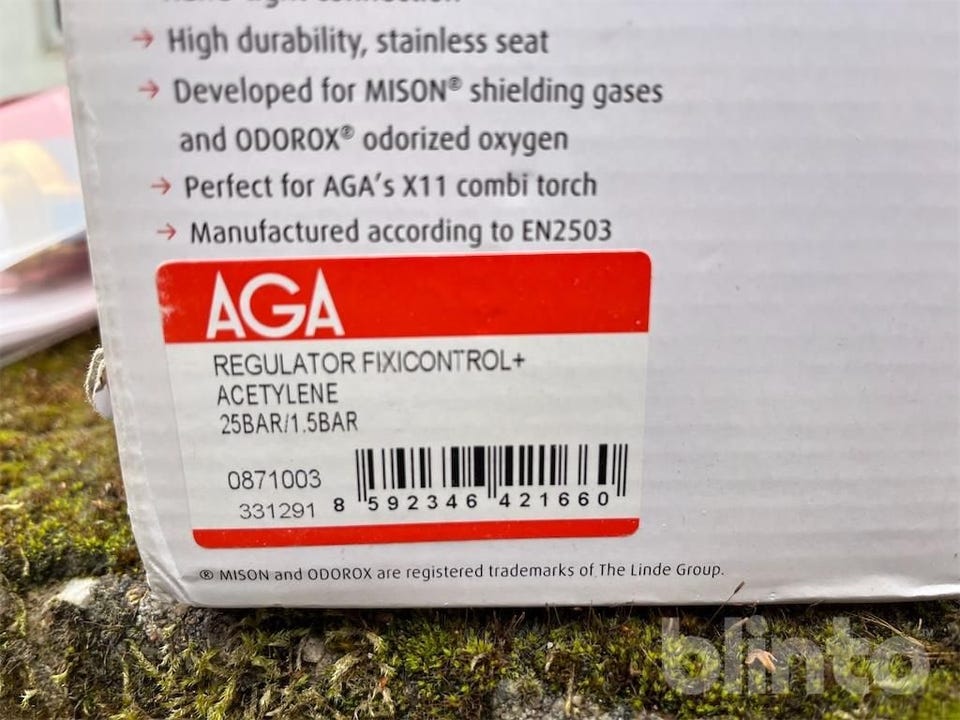 → High durability, stainless seat
→ Developed for MISON® shielding gases
and ODOROX® odorized oxygen
→ Perfect for AGA's X11 combi torch
→ Manufactured according to EN2503
AGA
REGULATOR FIXICONTROL+
ACETYLENE
25BAR/1.5BAR
0871003
331291
8 592346 421660
® MISON and ODOROX are registered trademarks of The Linde Group.
blinto